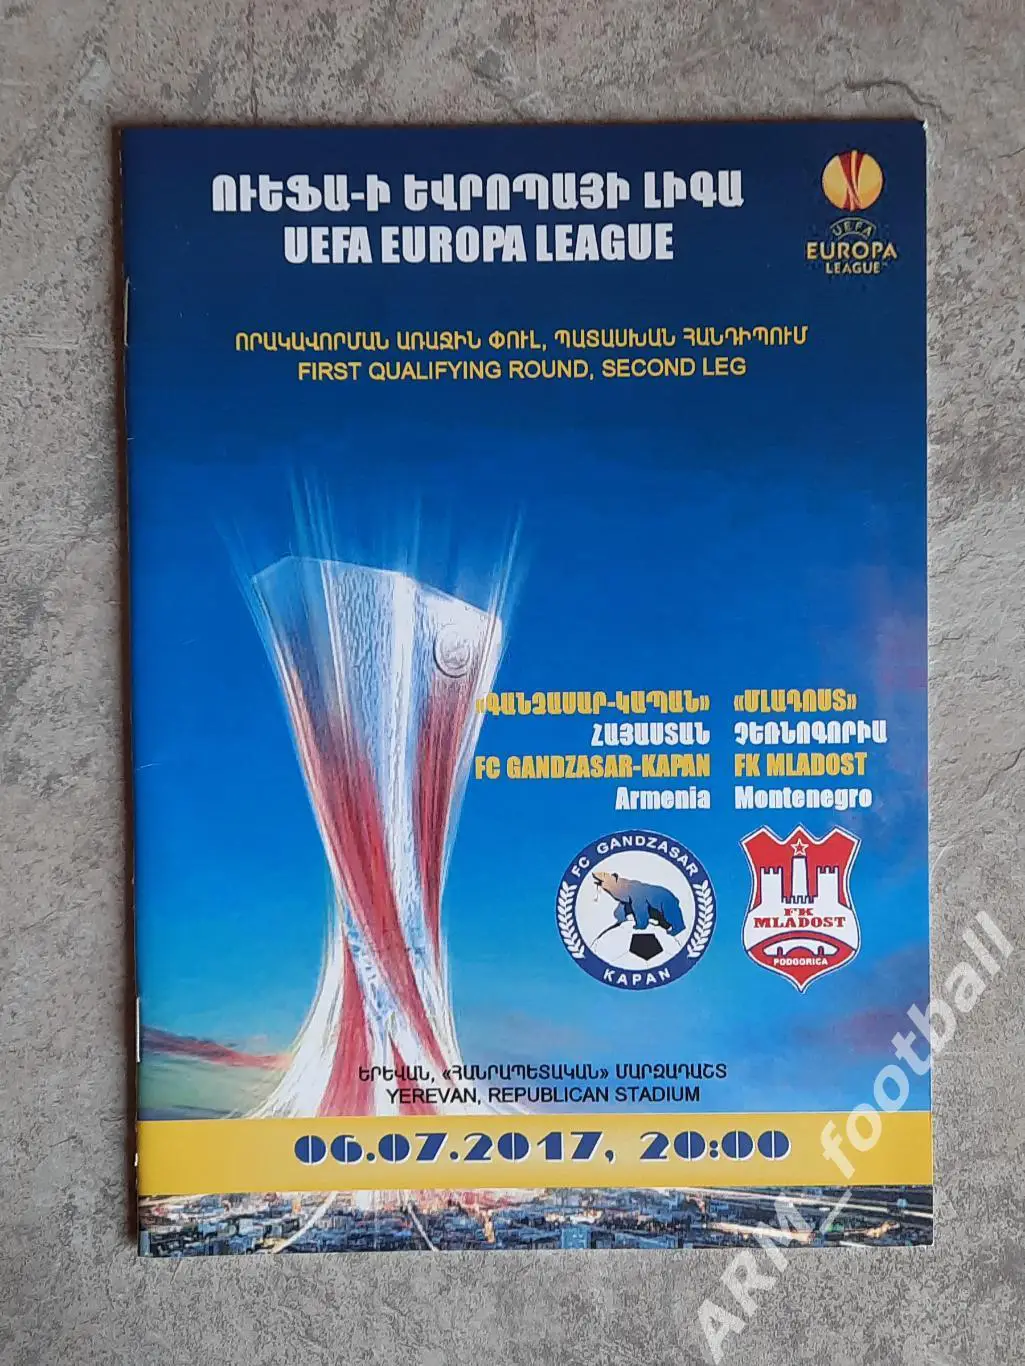 ՈՒԵՖԱ-Ի ԵՎՐՈՊԱՅԻ ԼԻԳԱ
UEFA EUROPA LEAGUE
UEFA
EUROPA
LEAGUE
ՈՐԱԿԱՎՈՐՄԱՆ ԱՌԱՋԻՆ ՓՈՒԼ, ՊԱՏԱՍԽԱՆ ՀԱՆԴԻՊՈՒՄ
FIRST QUALIFYING ROUND, SECOND LEG
«ԳԱՆՁԱՍԱՐ-ԿԱՊԱՆ»
ՀԱՅԱՍՏԱՆ
FC GANDZASAR-KAPAN
Armenia
«ՄԼԱԴՈՍՏ»
ՉԵՌՆՈԳՈՐԻԱ
FK MLADOST
Montenegro
FC GANDZASAR
KAPAN
FK
MLADOST
PODGORICA
ԵՐԵՎԱՆ, «ՀԱՆՐԱՊԵՏԱԿԱՆ» ՄԱՐԶԱԴԱՇՏ
YEREVAN, REPUBLICAN STADIUM
06.07.2017, 20:00
ARM_football